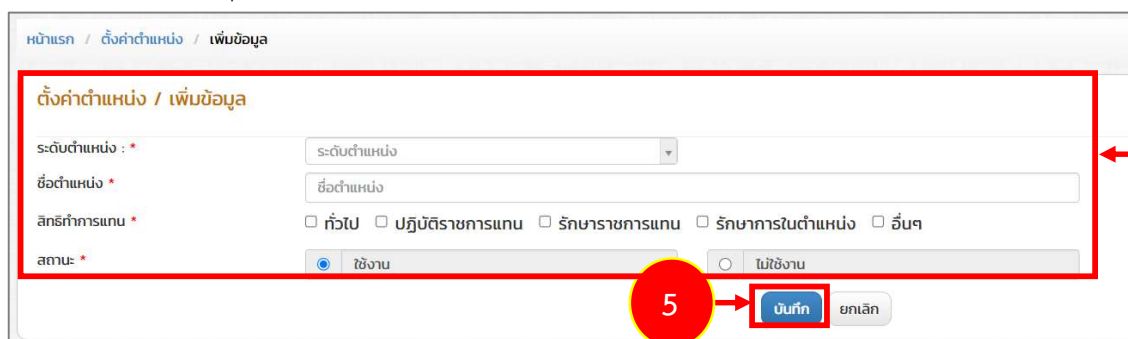 หน้าแรก / ตั้งค่าตำแหน่ง / เพิ่มข้อมูล
ตั้งค่าตำแหน่ง / เพิ่มข้อมูล
ระดับตำแหน่ง : * ระดับตำแหน่ง
ชื่อตำแหน่ง * ชื่อตำแหน่ง
สิทธิทำการแทน * ทั่วไป ปฏิบัติราชการแทน รักษาราชการแทน รักษาการในตำแหน่ง อื่นๆ
สถานะ * ใช้งาน ไม่ใช้งาน
5 บันทึก ยกเลิก